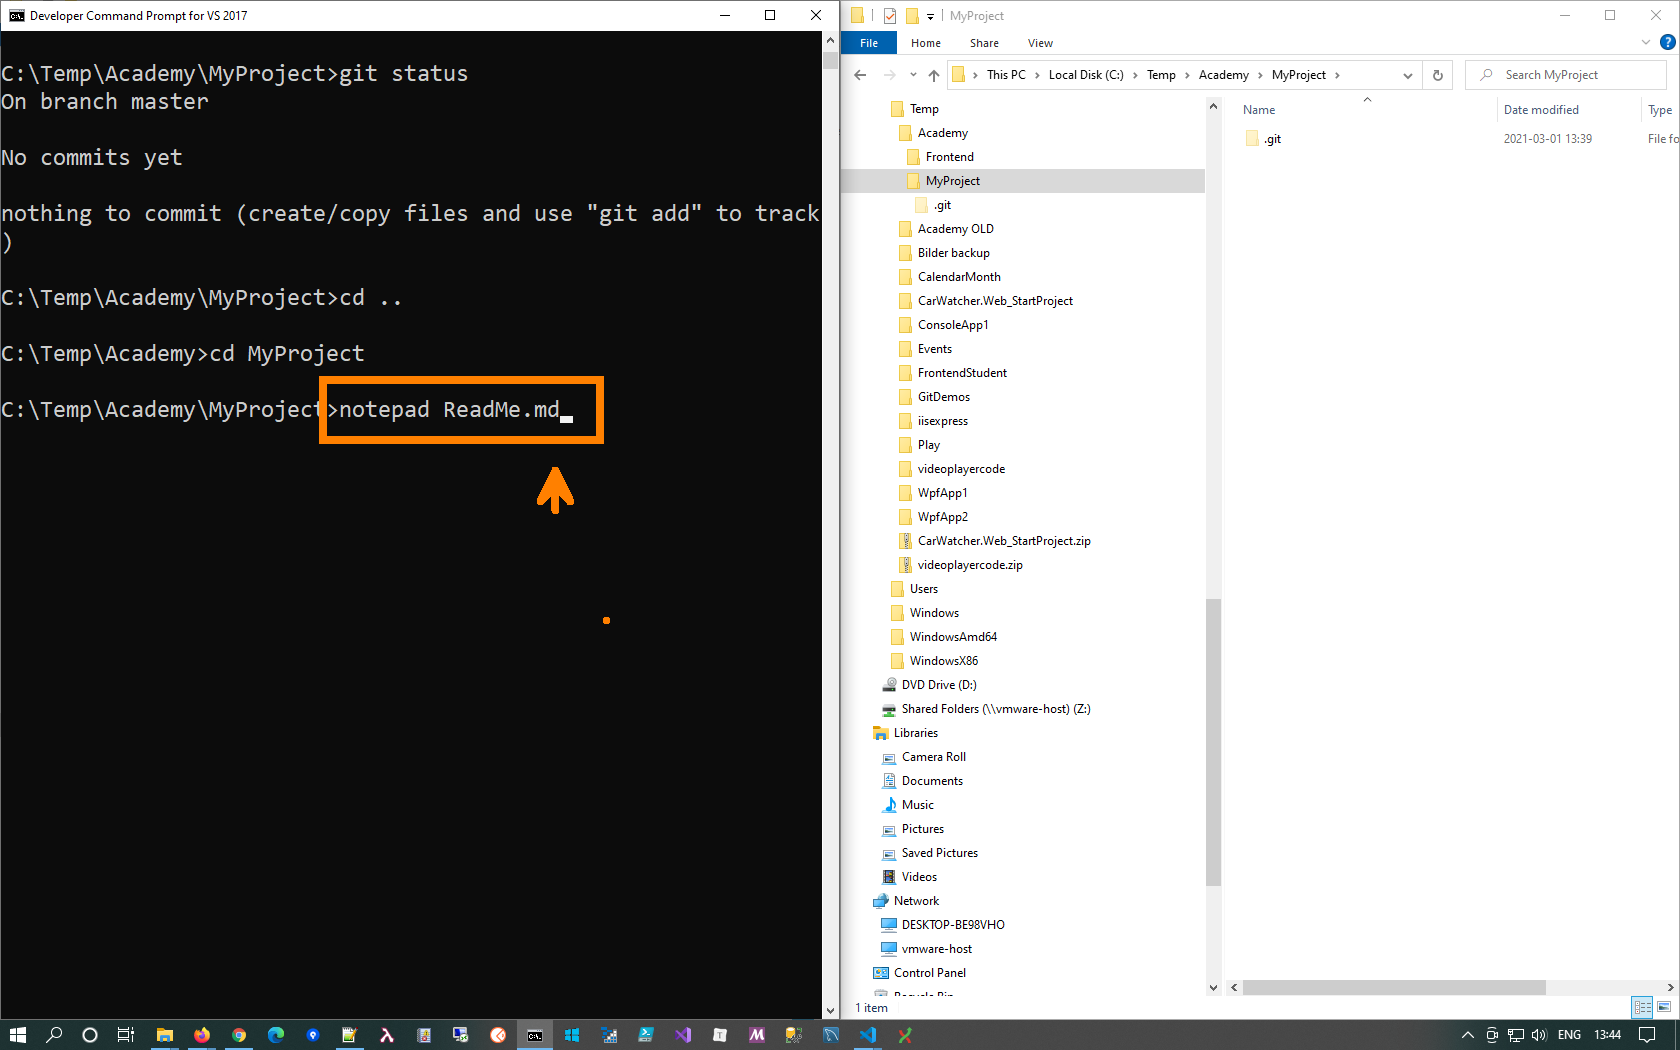 Developer Command Prompt for VS 2017
C:\Temp\Academy\MyProject>git status
On branch master
No commits yet
nothing to commit (create/copy files and use "git add" to track
)
C:\Temp\Academy\MyProject>cd ..
C:\Temp\Academy>cd MyProject
C:\Temp\Academy\MyProject>notepad ReadMe.md
MyProject
File Home Share View
This PC Local Disk (C:) Temp Academy MyProject
Search MyProject
Temp
Academy
Frontend
MyProject
.git
Academy OLD
Bilder backup
CalendarMonth
CarWatcher.Web_StartProject
ConsoleApp1
Events
FrontendStudent
GitDemos
iisexpress
Play
videoplayercode
WpfApp1
WpfApp2
CarWatcher.Web_StartProject.zip
videoplayercode.zip
Users
Windows
WindowsAmd64
WindowsX86
DVD Drive (D:)
Shared Folders (\\vmware-host) (Z:)
Libraries
Camera Roll
Documents
Music
Pictures
Saved Pictures
Videos
Network
DESKTOP-BE98VHO
vmware-host
Control Panel
Recycle Bin
Name Date modified Type
.git 2021-03-01 13:39 File fo
1 item
ENG 13:44